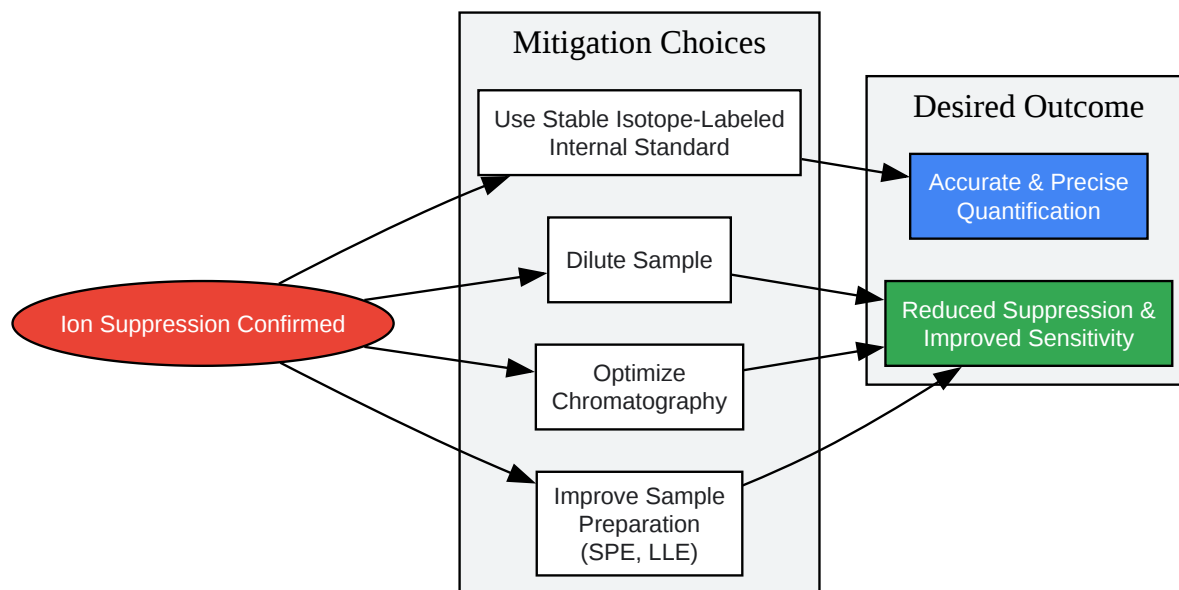 Mitigation Choices
Use Stable Isotope-Labeled
Internal Standard
Dilute Sample
Optimize
Chromatography
Improve Sample
Preparation
(SPE, LLE)
Desired Outcome
Accurate & Precise
Quantification
Reduced Suppression &
Improved Sensitivity
Ion Suppression Confirmed